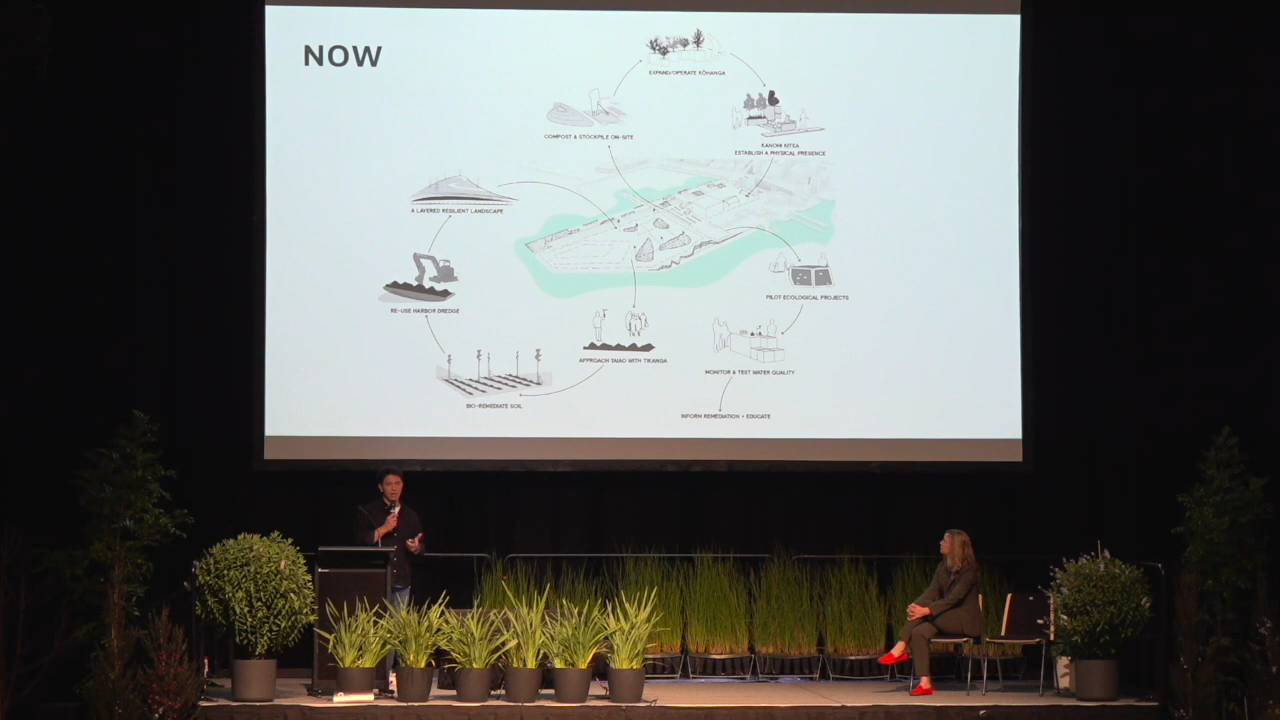 NOW
EXPAND/OPERATE KŌHANGA
COMPOST & STOCKPILE ON-SITE
KANOHI KITEA
ESTABLISH A PHYSICAL PRESENCE
A LAYERED RESILIENT LANDSCAPE
PILOT ECOLOGICAL PROJECTS
RE-USE HARBOR DREDGE
APPROACH TAIAO WITH TIKANGA
MONITOR & TEST WATER QUALITY
BIO-REMEDIATE SOIL
INFORM REMEDIATION + EDUCATE